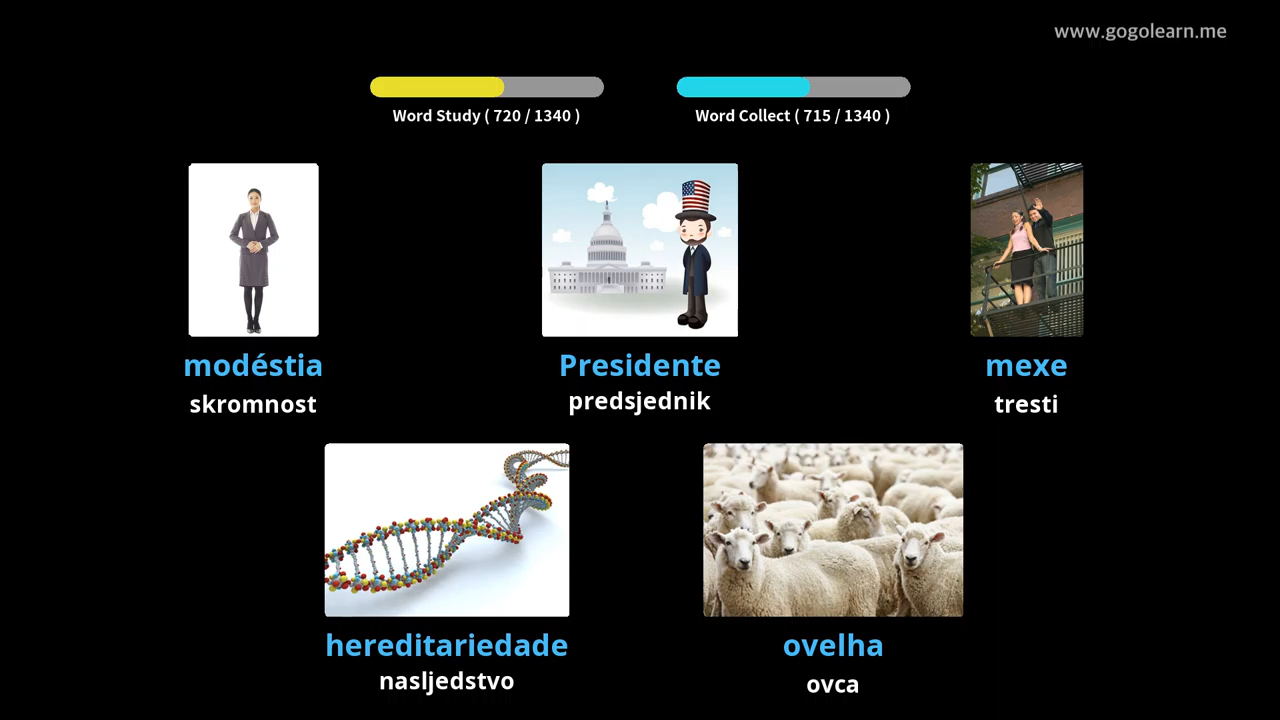 www.gogolearn.me
Word Study ( 720 / 1340 )
Word Collect ( 715 / 1340 )
modéstia
skromnost
Presidente
predsjednik
mexe
tresti
hereditariedade
nasljedstvo
ovelha
ovca